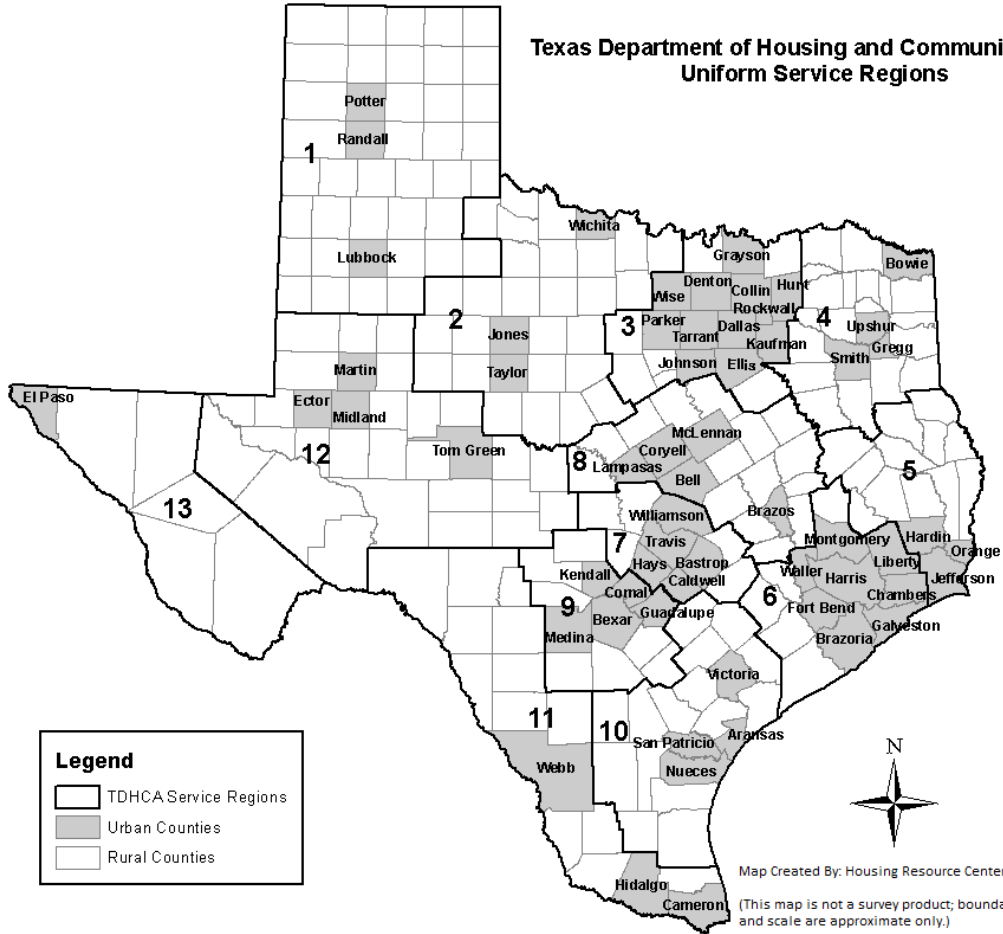 Texas Department of Housing and Communi
Uniform Service Regions
Potter
Randall
1
Lubbock
Wichita
Grayson
Bowie
Denton
Collin
Hunt
Wise
Rockwall
2
3
4
Jones
Parker
Dallas
Upshur
Tarrant
Kaufman
Gregg
Taylor
Johnson
Ellis
Smith
Martin
El Paso
Ector
Midland
McLennan
12
Tom Green
8
Coryell
Lampasas
Bell
5
13
Brazos
Williamson
Montgomery
Hardin
7
Travis
Orange
Hays
Bastrop
Liberty
Waller
Harris
Jefferson
Kendall
Caldwell
Chambers
Comal
6
9
Fort Bend
Guadalupe
Bexar
Galveston
Medina
Brazoria
Victoria
11
10
San Patricio
Aransas
Webb
Nueces
Hidalgo
Cameron
Legend
TDHCA Service Regions
Urban Counties
Rural Counties
N
Map Created By: Housing Resource Center
(This map is not a survey product; bounda
and scale are approximate only.)